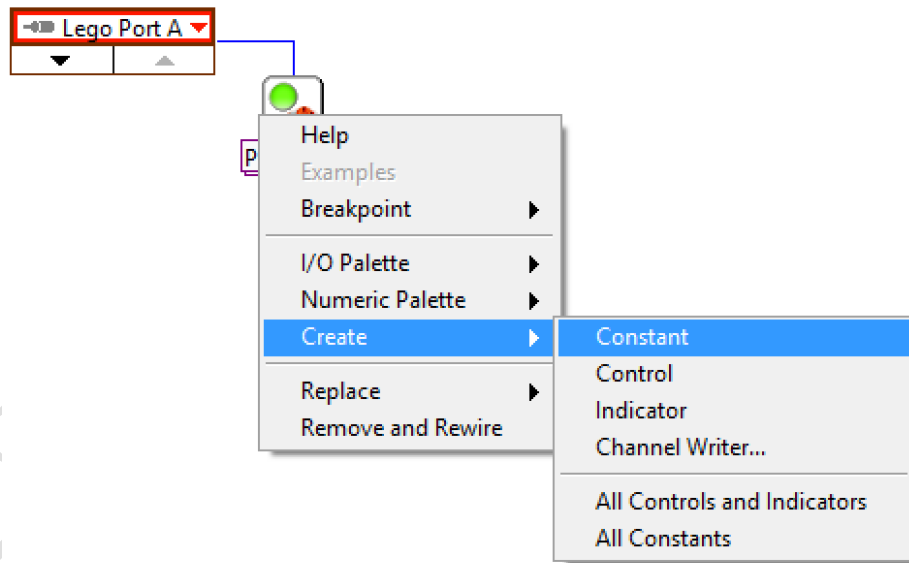 Lego Port A
P
Help
Examples
Breakpoint
I/O Palette
Numeric Palette
Create
Replace
Remove and Rewire
Constant
Control
Indicator
Channel Writer...
All Controls and Indicators
All Constants